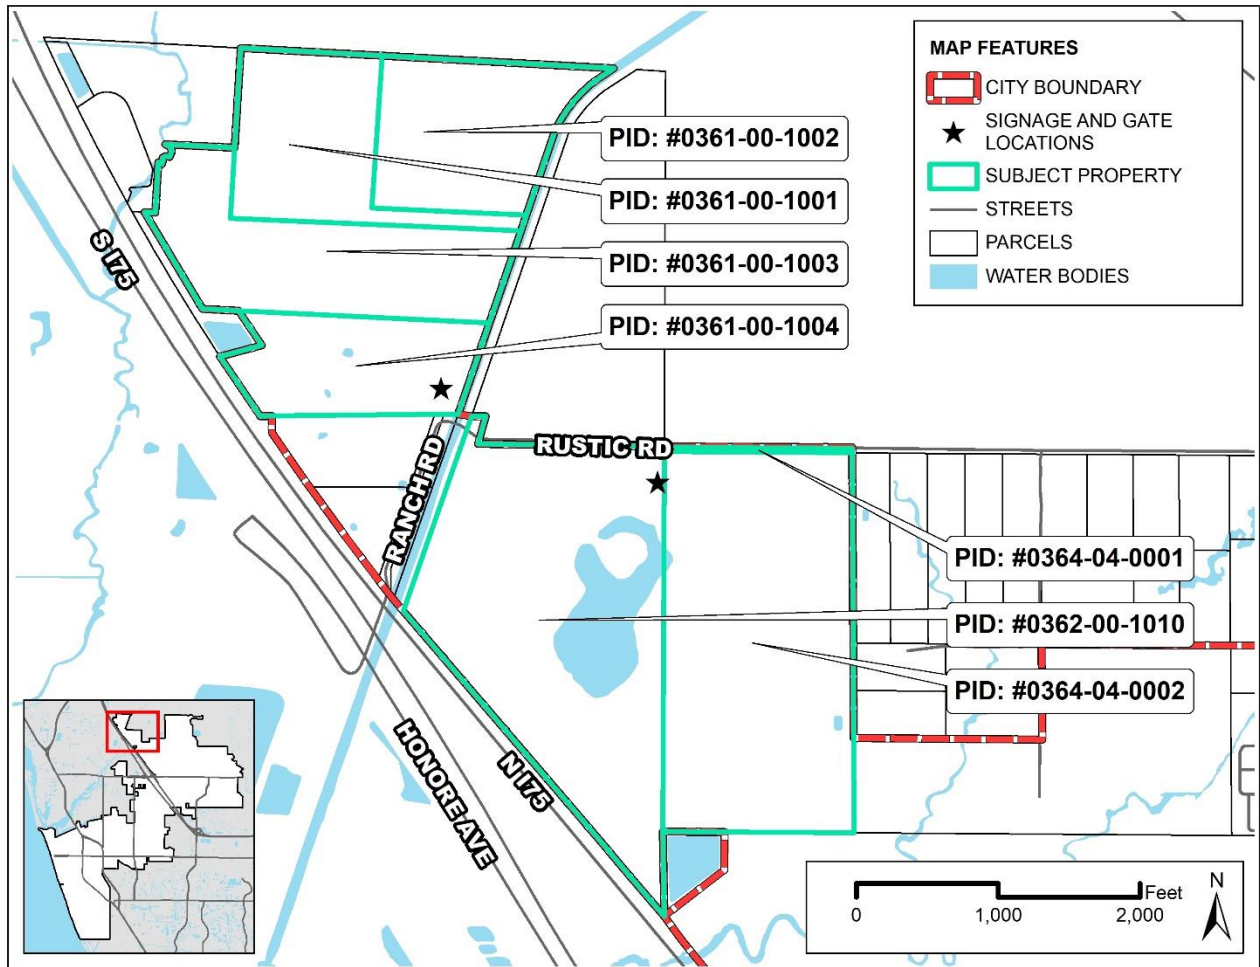 MAP FEATURES
CITY BOUNDARY
SIGNAGE AND GATE
LOCATIONS
SUBJECT PROPERTY
STREETS
PARCELS
WATER BODIES
PID: #0361-00-1002
PID: #0361-00-1001
PID: #0361-00-1003
PID: #0361-00-1004
S I75
RUSTIC RD
RANCH RD
PID: #0364-04-0001
PID: #0362-00-1010
PID: #0364-04-0002
HONORE AVE
N I75
Feet
0 1,000 2,000
N